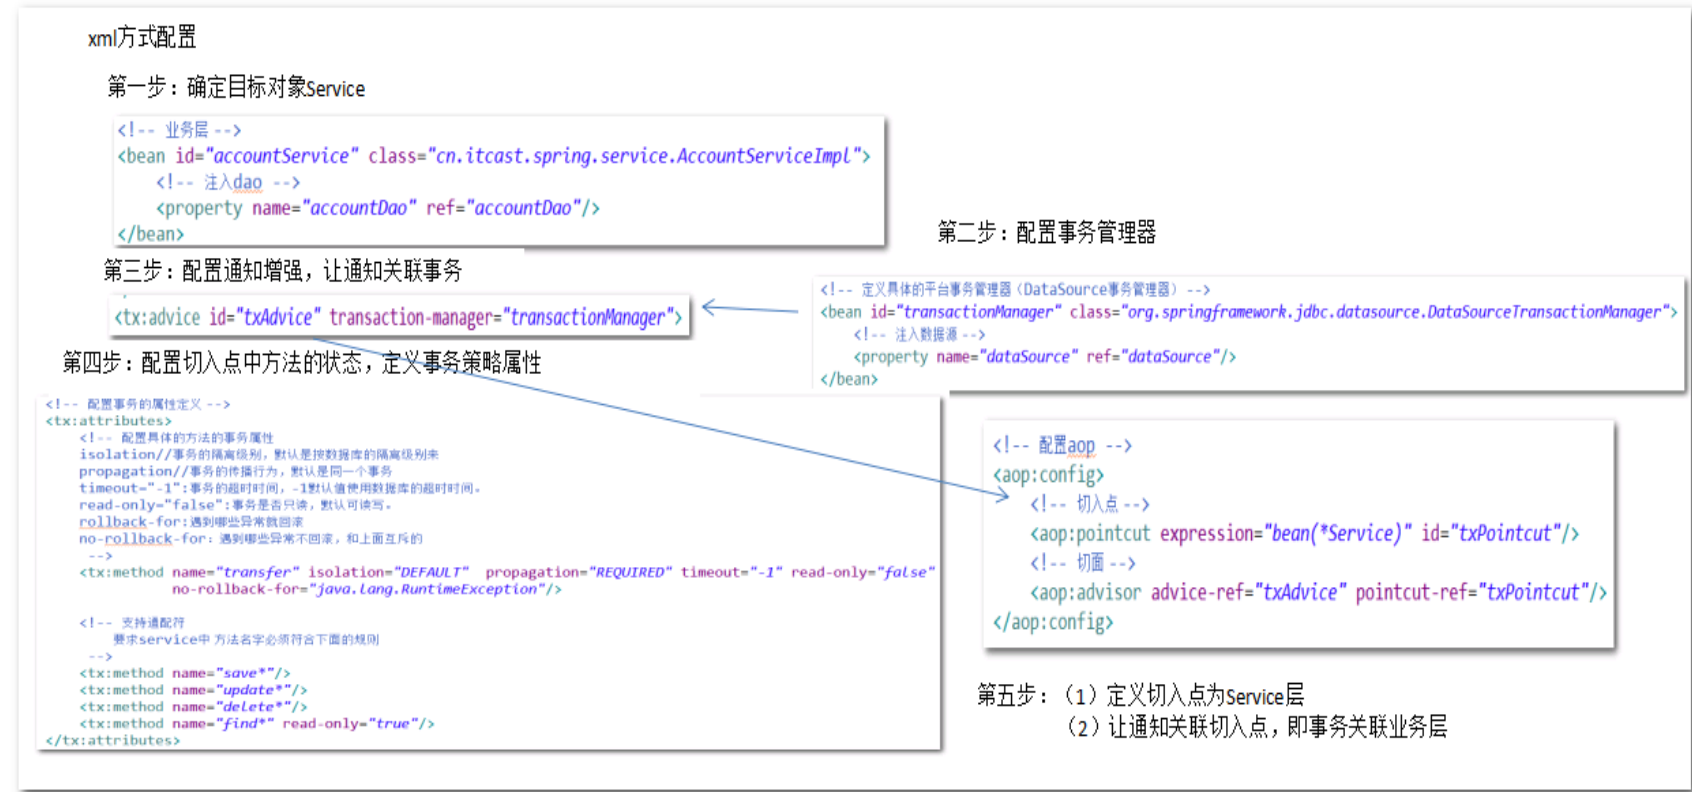 xml方式配置
第一步：确定目标对象Service
<!-- 业务层 -->
<bean id="accountService" class="cn.itcast.spring.service.AccountServiceImpl">
<!-- 注入dao -->
<property name="accountDao" ref="accountDao"/>
</bean>
第二步：配置事务管理器
<!-- 定义具体的平台事务管理器（DataSource事务管理器） -->
<bean id="transactionManager" class="org.springframework.jdbc.datasource.DataSourceTransactionManager">
<!-- 注入数据源 -->
<property name="dataSource" ref="dataSource"/>
</bean>
第三步：配置通知增强，让通知关联事务
<tx:advice id="txAdvice" transaction-manager="transactionManager">
第四步：配置切入点中方法的状态，定义事务策略属性
<!-- 配置事务的属性定义 -->
<tx:attributes>
<!-- 配置具体的方法的事务属性
isolation//事务的隔离级别，默认是按数据库的隔离级别来
propagation//事务的传播行为，默认是同一个事务
timeout="-1":事务的超时时间，-1默认值使用数据库的超时时间。
read-only="false":事务是否只读，默认可读写。
rollback-for:遇到哪些异常就回滚
no-rollback-for: 遇到哪些异常不回滚，和上面互斥的
-->
<tx:method name="transfer" isolation="DEFAULT"  propagation="REQUIRED" timeout="-1" read-only="false"
no-rollback-for="java.lang.RuntimeException"/>
<!-- 支持通配符
要求service中 方法名字必须符合下面的规则
-->
<tx:method name="save*"/>
<tx:method name="update*"/>
<tx:method name="delete*"/>
<tx:method name="find*" read-only="true"/>
</tx:attributes>
<!-- 配置aop -->
<aop:config>
<!-- 切入点 -->
<aop:pointcut expression="bean(*Service)" id="txPointcut"/>
<!-- 切面 -->
<aop:advisor advice-ref="txAdvice" pointcut-ref="txPointcut"/>
</aop:config>
第五步：（1）定义切入点为Service层
（2）让通知关联切入点，即事务关联业务层